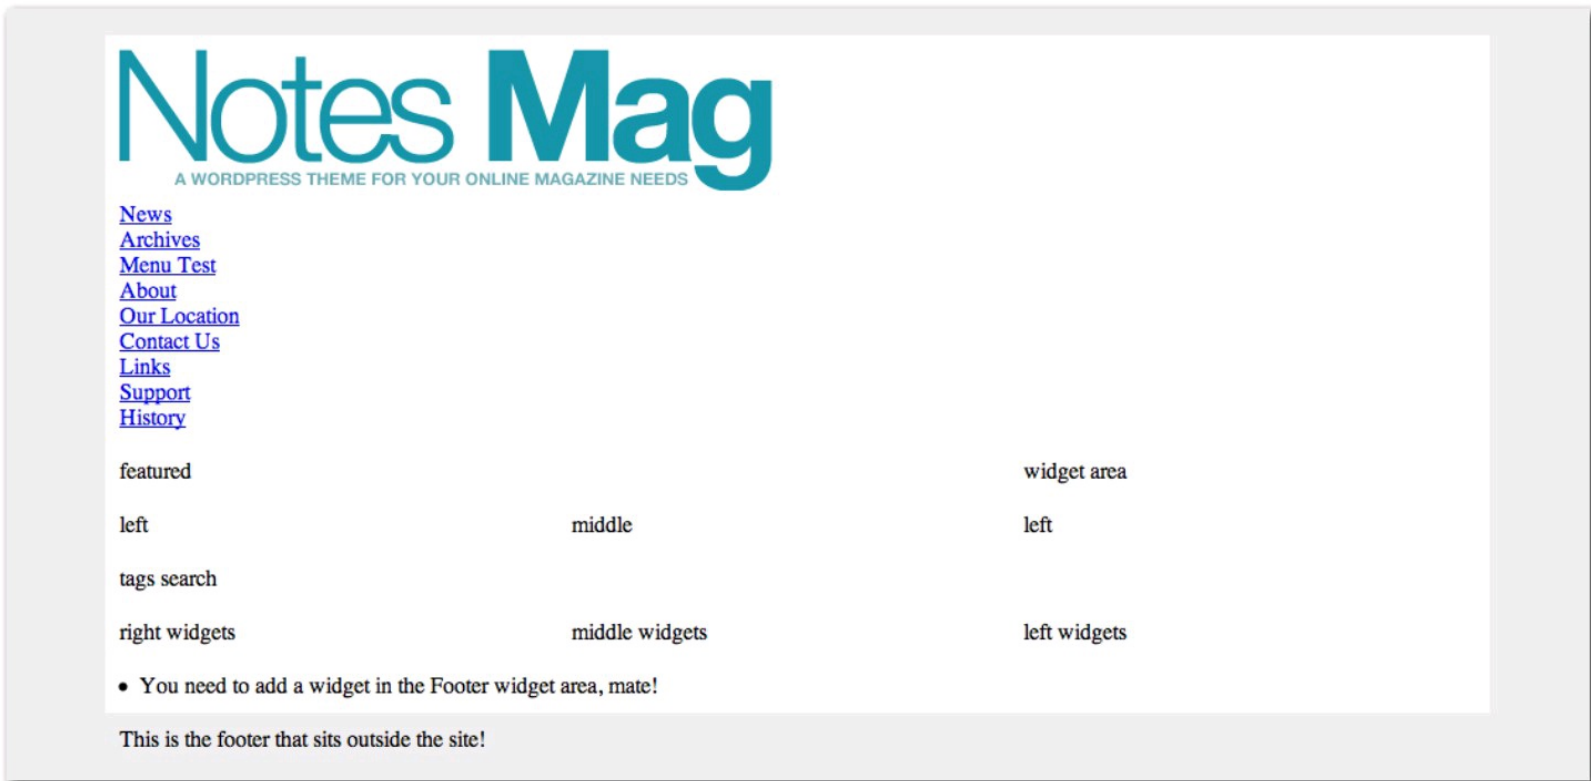 Notes Mag
A WORDPRESS THEME FOR YOUR ONLINE MAGAZINE NEEDS
News
Archives
Menu Test
About
Our Location
Contact Us
Links
Support
History
featured widget area
left middle left
tags search
right widgets middle widgets left widgets
• You need to add a widget in the Footer widget area, mate!
This is the footer that sits outside the site!